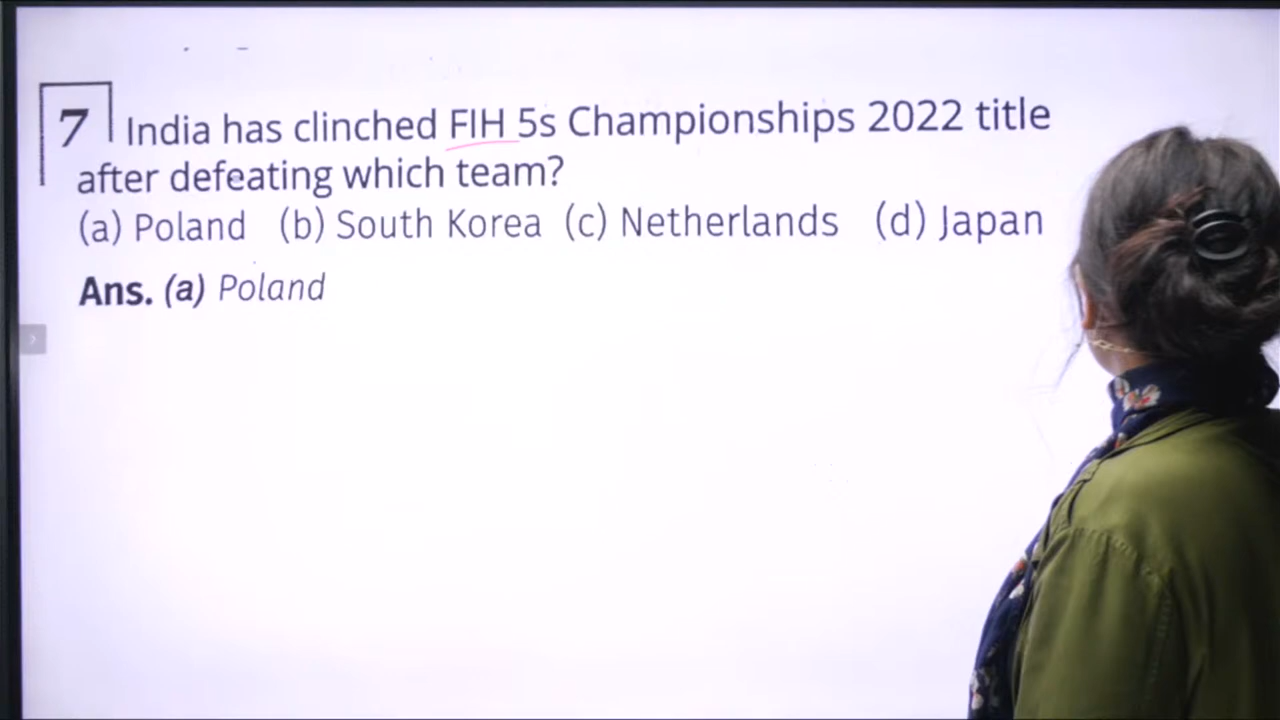 7 India has clinched FIH 5s Championships 2022 title
after defeating which team?
(a) Poland (b) South Korea (c) Netherlands (d) Japan
Ans. (a) Poland